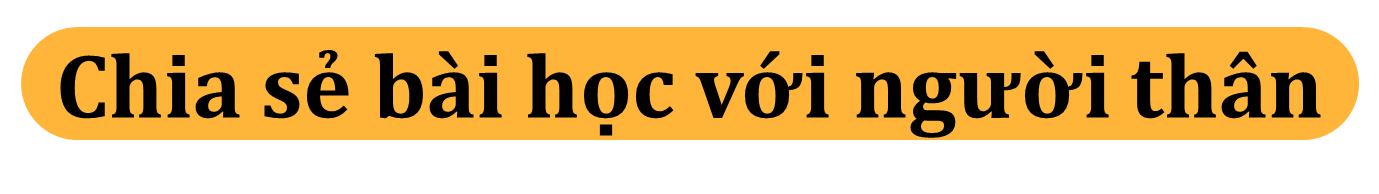 Chia sẻ bài học với người thân